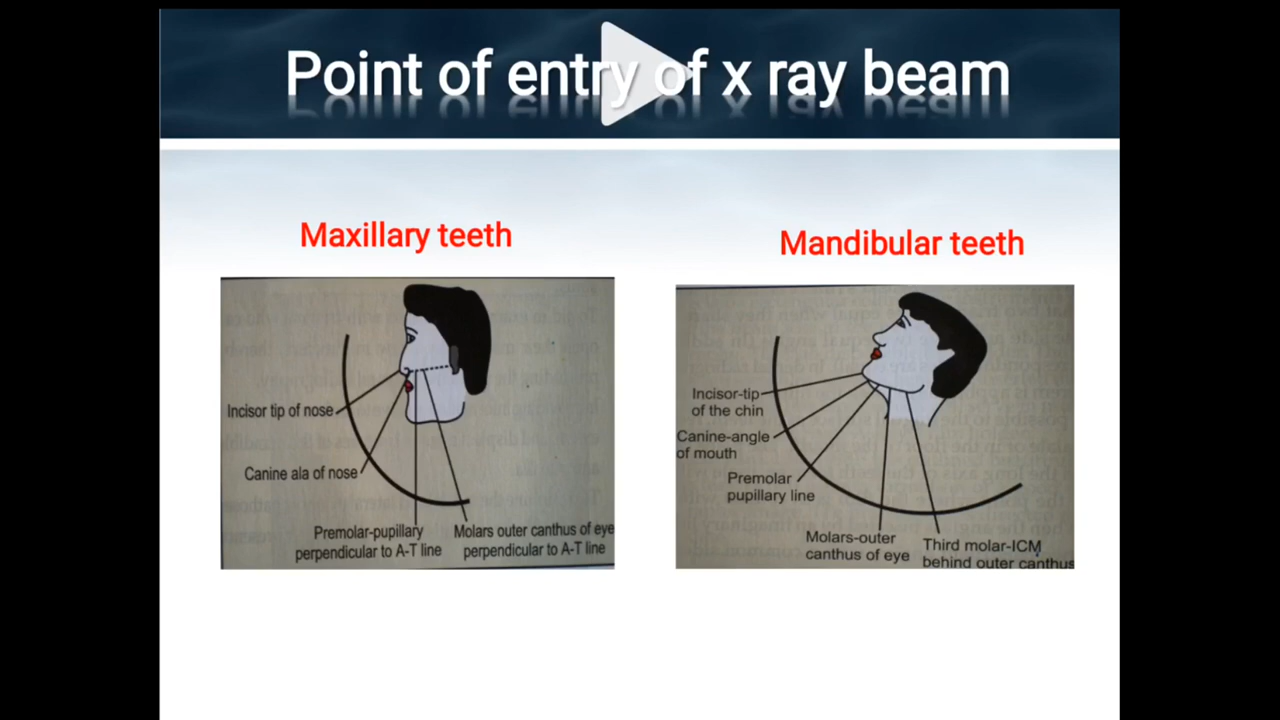 Point of entry of x ray beam
Maxillary teeth
Mandibular teeth
Incisor tip of nose
Canine ala of nose
Premolar-pupillary
perpendicular to A-T line
Molars outer canthus of eye
perpendicular to A-T line
Incisor-tip
of the chin
Canine-angle
of mouth
Premolar
pupillary line
Molars-outer
canthus of eye
Third molar-ICM
behind outer canthus